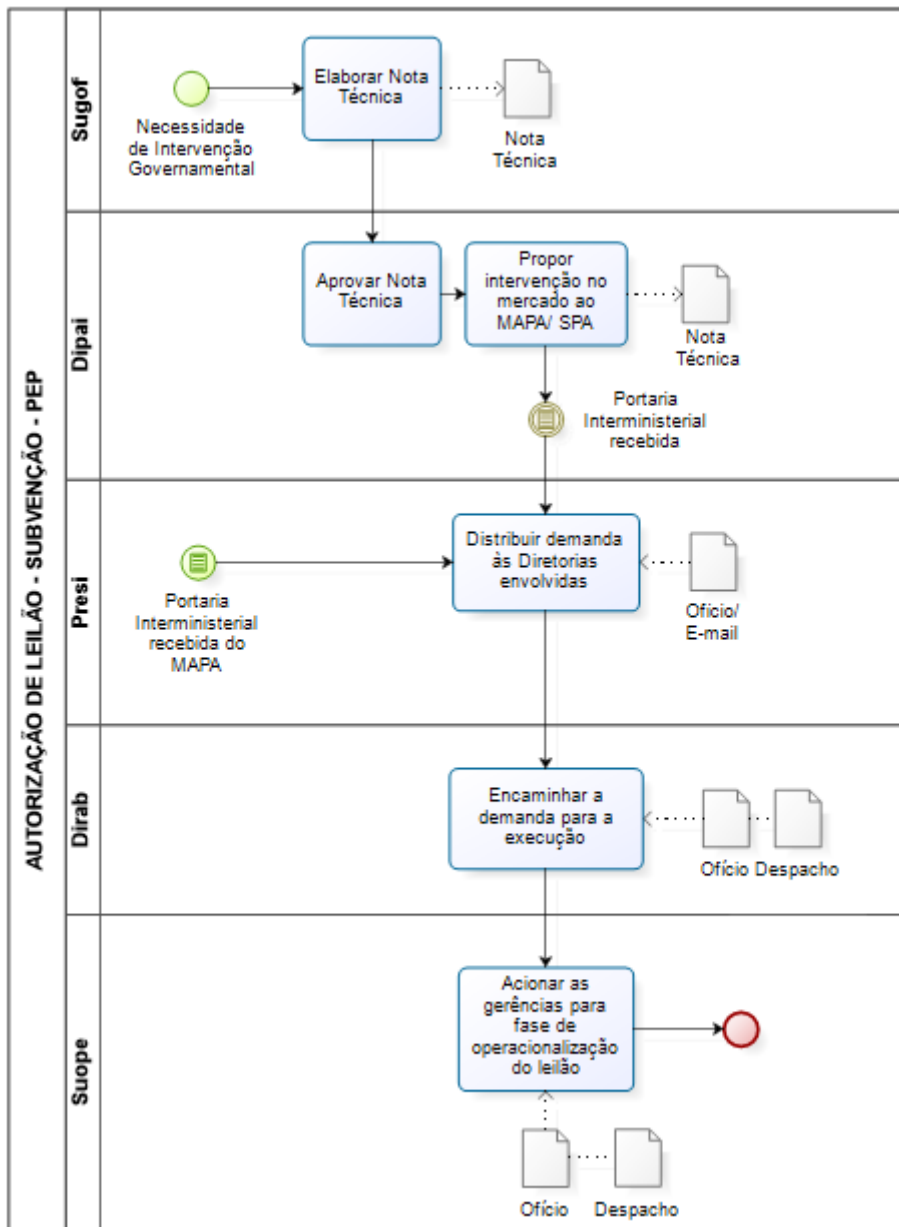 AUTORIZAÇÃO DE LEILÃO - SUBVENÇÃO - PEP
Sugof
Necessidade
de Intervenção
Governamental
Elaborar Nota
Técnica
Nota
Técnica
Dipai
Aprovar Nota
Técnica
Propor
intervenção no
mercado ao
MAPA/ SPA
Nota
Técnica
Portaria
Interministerial
recebida
Presi
Portaria
Interministerial
recebida do
MAPA
Distribuir demanda
às Diretorias
envolvidas
Ofício/
E-mail
Dirab
Encaminhar a
demanda para a
execução
Ofício Despacho
Suope
Acionar as
gerências para
fase de
operacionalização
do leilão
Ofício
Despacho